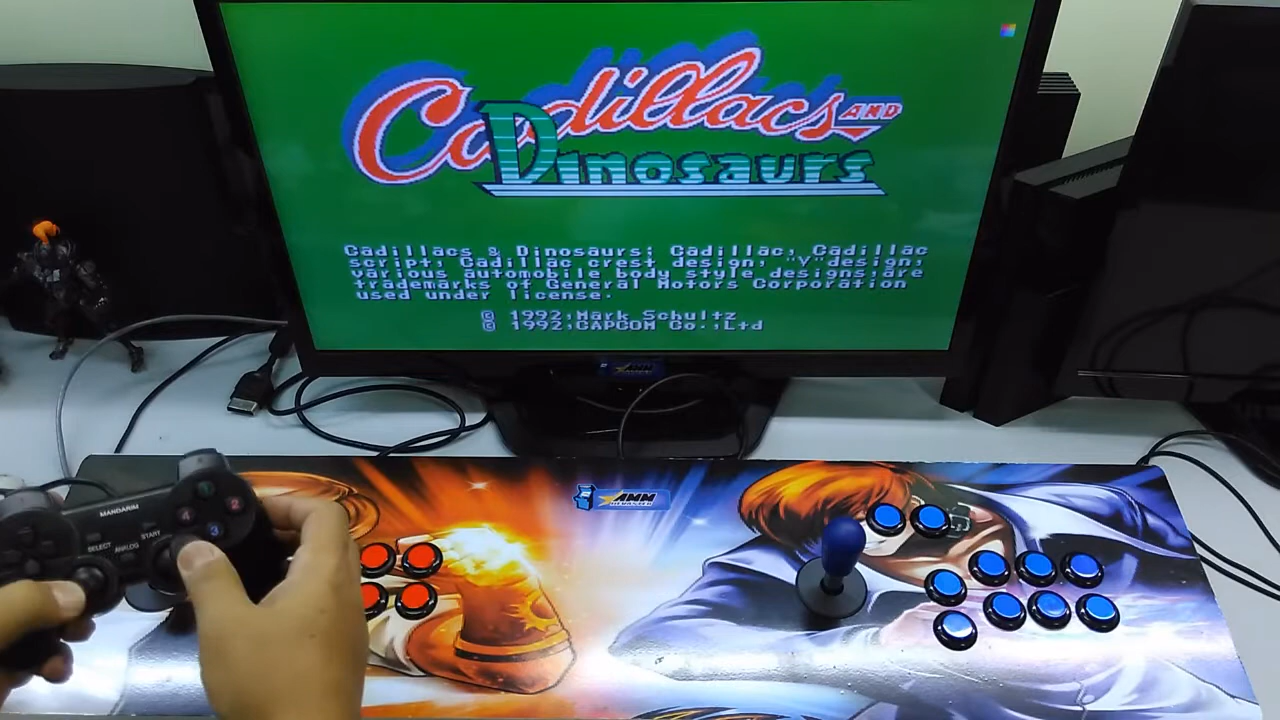 Cadillacs AND
Dinosaurs
Cadillacs & Dinosaurs; Cadillac, Cadillac
script, Cadillac crest design, "V"design,
various automobile body style designs,are
trademarks of General Motors Corporation
used under license.
© 1992;Mark Schultz
© 1992;CAPCOM Co.;Ltd
MANDARIM
SELECT ANALOG START